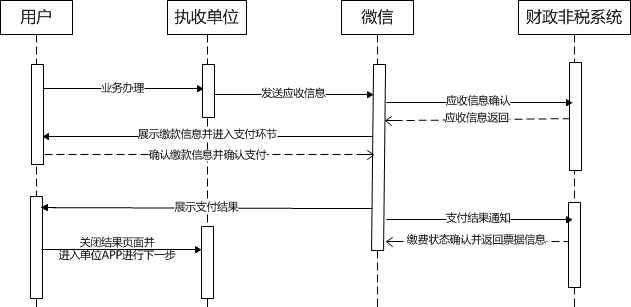 用户
执收单位
微信
财政非税系统
业务办理
发送应收信息
应收信息确认
应收信息返回
展示缴款信息并进入支付环节
确认缴款信息并确认支付
展示支付结果
支付结果通知
关闭结果页面并
进入单位APP进行下一步
缴费状态确认并返回票据信息